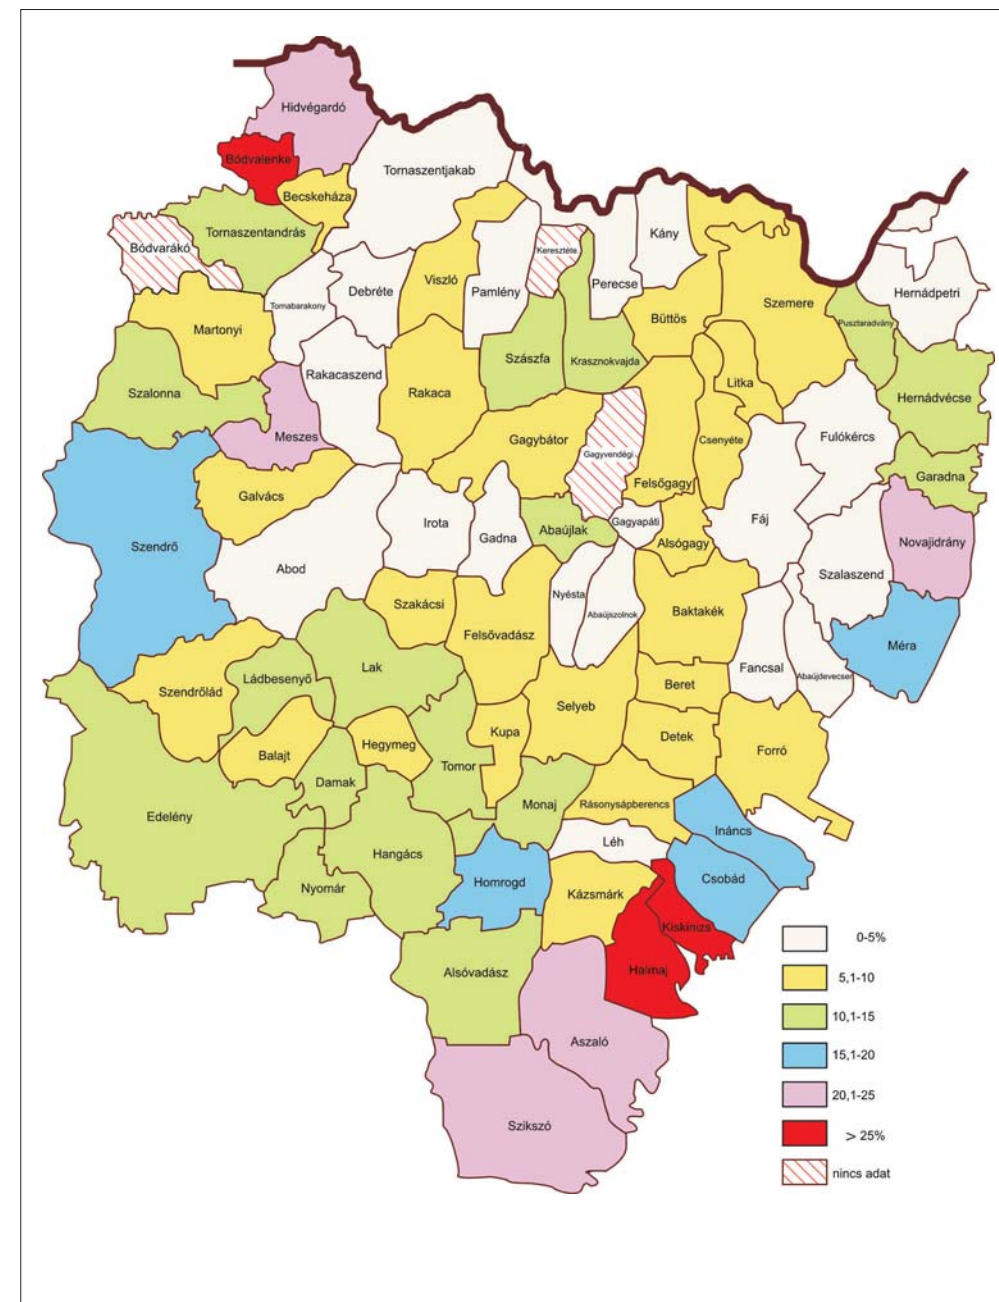 Hidvégardó
Bódvalenke
Tornaszentjakab
Becskeháza
Tornaszentandrás
Bódvarákó
Kány
Keresztéte
Viszló
Perecse
Debréte
Pamlény
Hernádpetri
Szemere
Tornabarakony
Büttös
Pusztaradvány
Martonyi
Szászfa
Krasznokvajda
Rakacaszend
Litka
Rakaca
Szalonna
Hernádvécse
Meszes
Fulókércs
Gagybátor
Csenyéte
Gagyvendégi
Garadna
Felsőgagy
Galvács
Fáj
Irota
Gagyapáti
Abaújlak
Gadna
Novajidrány
Szendrő
Alsógagy
Abod
Szalaszend
Nyésta
Szakácsi
Abaújszolnok
Baktakék
Felsővadász
Méra
Lak
Fancsal
Ládbesenyő
Abaújdevecser
Beret
Szendrőlád
Selyeb
Kupa
Detek
Hegymeg
Forró
Balajt
Tomor
Damak
Monaj
Rásonysápberencs
Edelény
Ináncs
Léh
Hangács
Csobád
Homrogd
Nyomár
Kázsmárk
Kiskinizs
Halmaj
Alsóvadász
Aszaló
Szikszó
0-5%
5,1-10
10,1-15
15,1-20
20,1-25
> 25%
nincs adat